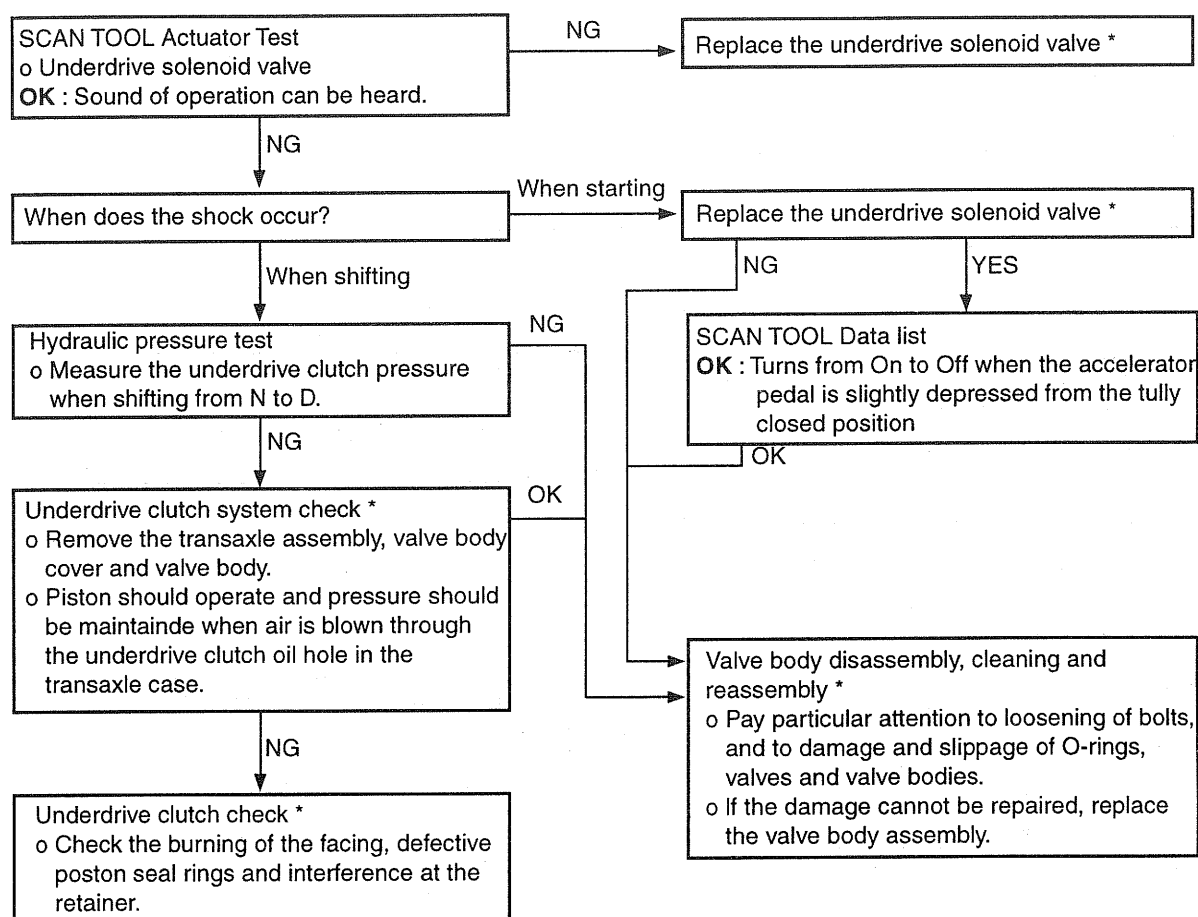 SCAN TOOL Actuator Test
o Underdrive solenoid valve
OK : Sound of operation can be heard.
NG
Replace the underdrive solenoid valve *
NG
When does the shock occur?
When starting
Replace the underdrive solenoid valve *
When shifting
NG
YES
Hydraulic pressure test
o Measure the underdrive clutch pressure
when shifting from N to D.
NG
SCAN TOOL Data list
OK : Turns from On to Off when the accelerator
pedal is slightly depressed from the tully
closed position
NG
OK
Underdrive clutch system check *
o Remove the transaxle assembly, valve body
cover and valve body.
o Piston should operate and pressure should
be maintainde when air is blown through
the underdrive clutch oil hole in the
transaxle case.
OK
Valve body disassembly, cleaning and
reassembly *
o Pay particular attention to loosening of bolts,
and to damage and slippage of O-rings,
valves and valve bodies.
o If the damage cannot be repaired, replace
the valve body assembly.
NG
Underdrive clutch check *
o Check the burning of the facing, defective
poston seal rings and interference at the
retainer.